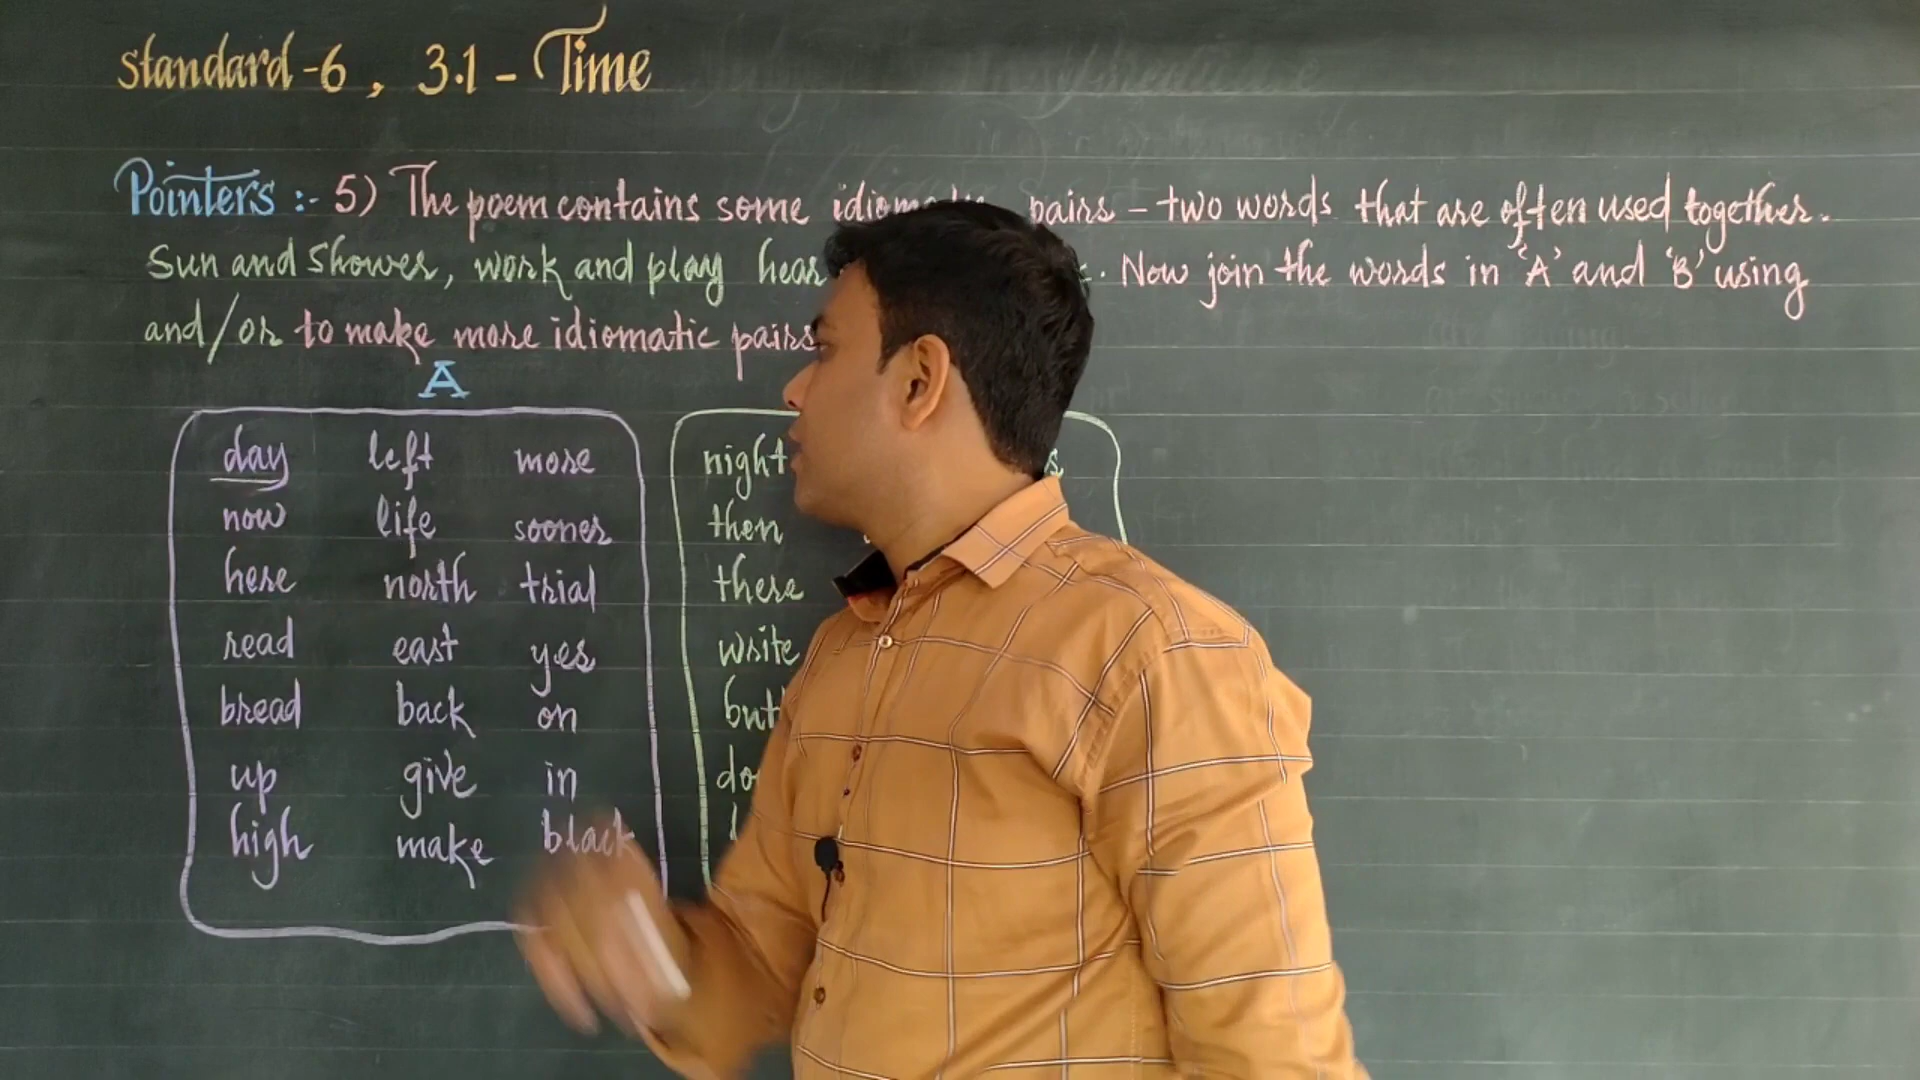 Standard-6, 3.1 - Time
Pointers :- 5) The poem contains some idiomatic pairs - two words that are often used together.
Sun and Shower, work and play Now join the words in 'A' and 'B' using
and/or to make more idiomatic pairs
A
day left more night
now life sooner then
here north trial there
read east yes write
bread back on
up give in
high make black